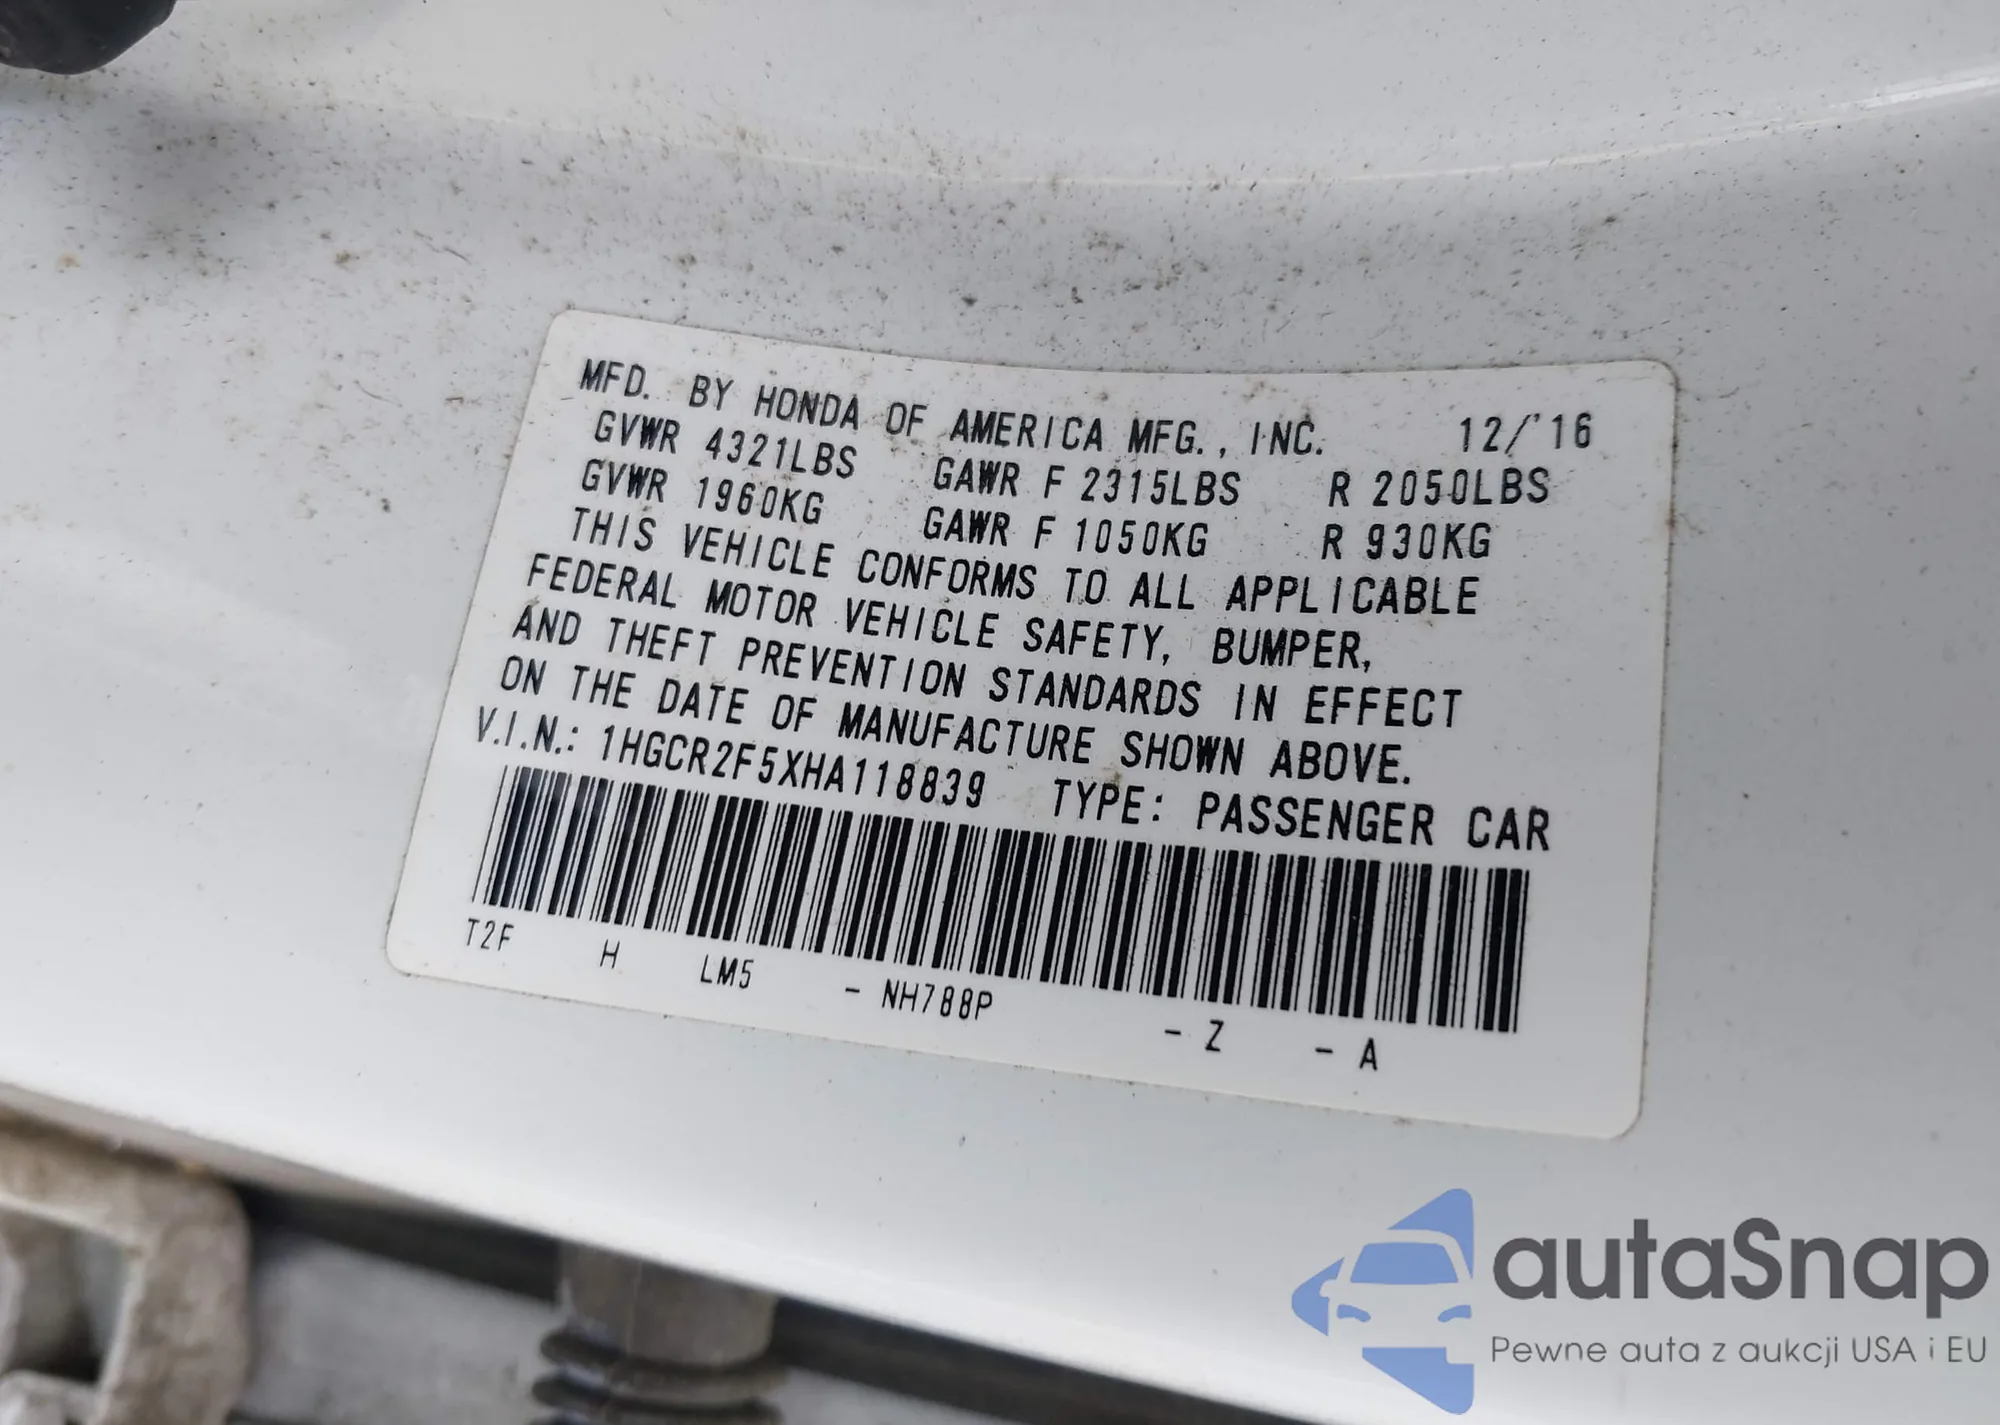 MFD. BY HONDA OF AMERICA MFG., INC. 12/'16
GVWR 4321LBS GAWR F 2315LBS R 2050LBS
GVWR 1960KG GAWR F 1050KG R 930KG
THIS VEHICLE CONFORMS TO ALL APPLICABLE
FEDERAL MOTOR VEHICLE SAFETY, BUMPER,
AND THEFT PREVENTION STANDARDS IN EFFECT
ON THE DATE OF MANUFACTURE SHOWN ABOVE.
V.I.N.: 1HGCR2F5XHA118839 TYPE: PASSENGER CAR
T2F H LM5 - NH788P - Z - A
autaSnap
Pewne auta z aukcji USA i EU